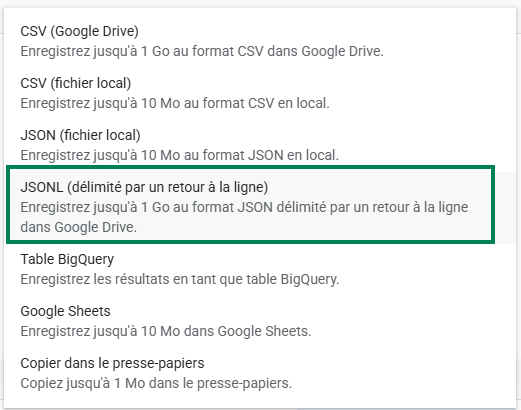 CSV (Google Drive)
Enregistrez jusqu'à 1 Go au format CSV dans Google Drive.
CSV (fichier local)
Enregistrez jusqu'à 10 Mo au format CSV en local.
JSON (fichier local)
Enregistrez jusqu'à 10 Mo au format JSON en local.
JSONL (délimité par un retour à la ligne)
Enregistrez jusqu'à 1 Go au format JSON délimité par un retour à la ligne
dans Google Drive.
Table BigQuery
Enregistrez les résultats en tant que table BigQuery.
Google Sheets
Enregistrez jusqu'à 10 Mo dans Google Sheets.
Copier dans le presse-papiers
Copiez jusqu'à 1 Mo dans le presse-papiers.